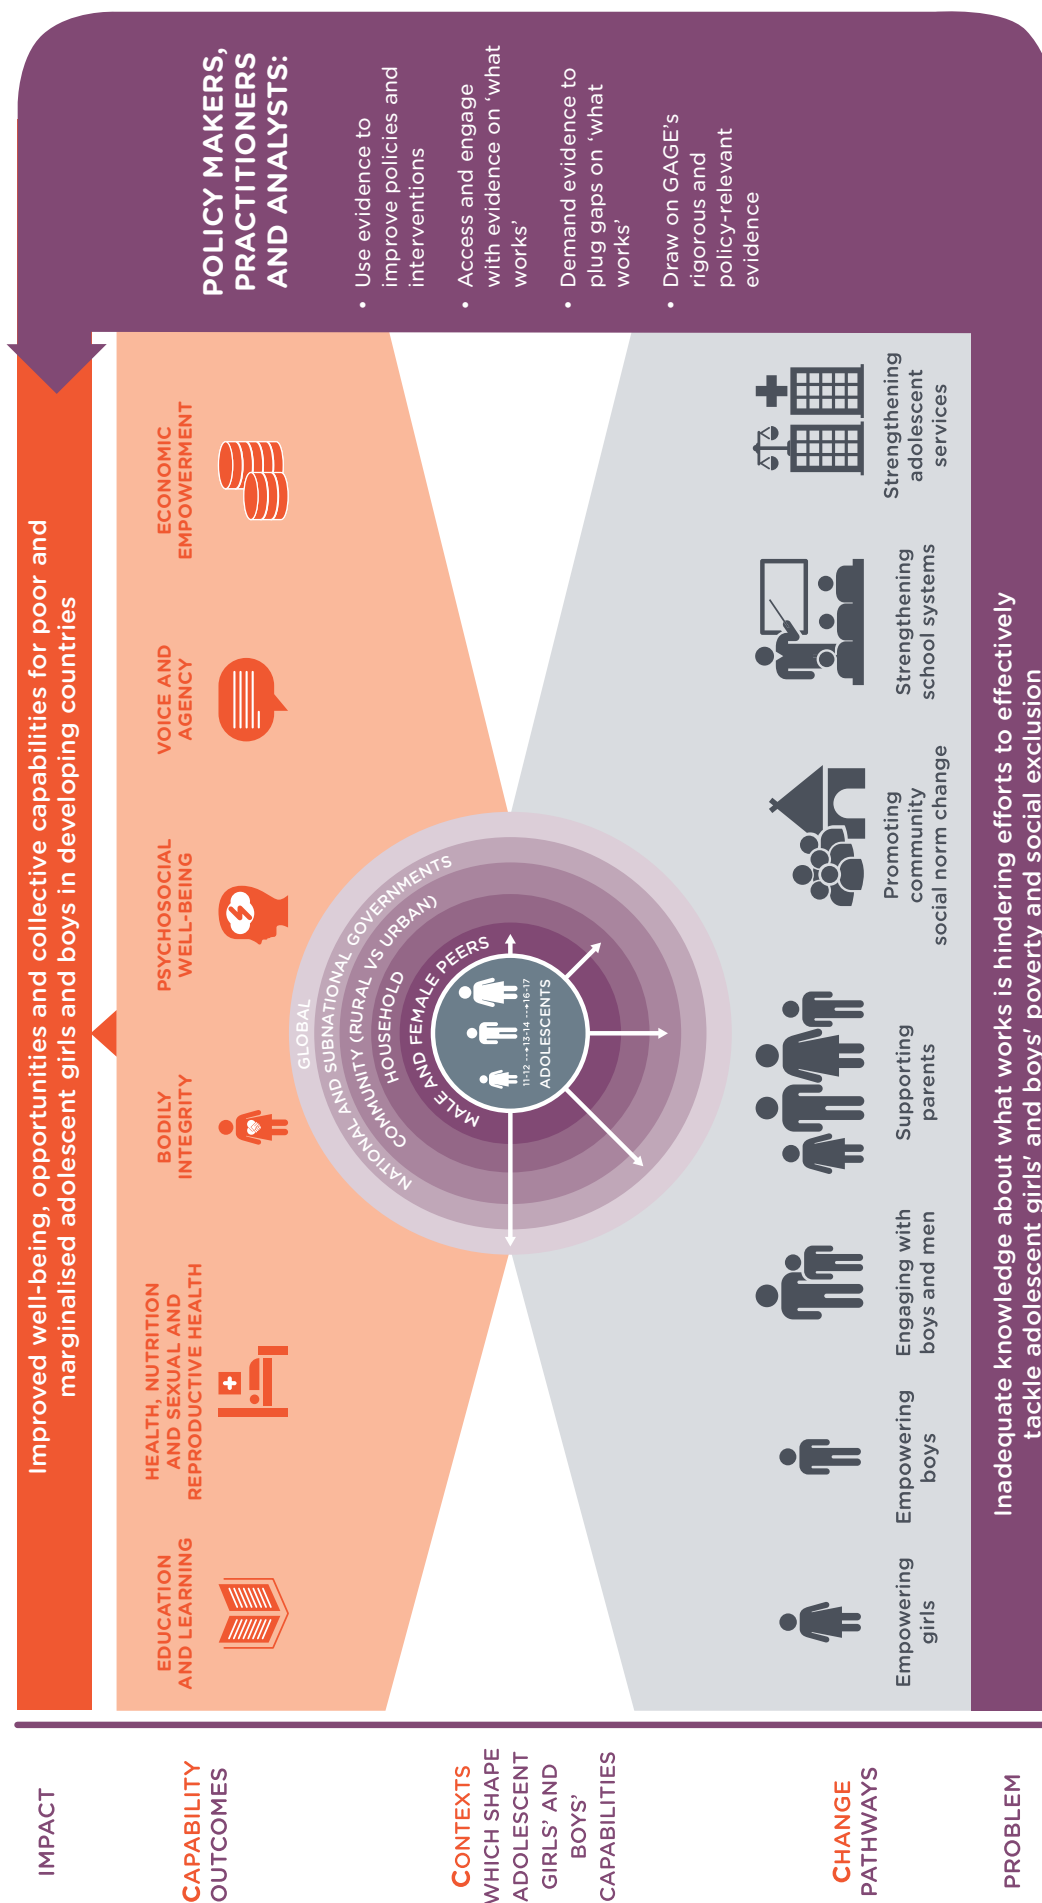 IMPACT
Improved well-being, opportunities and collective capabilities for poor and
marginalised adolescent girls and boys in developing countries
CAPABILITY
OUTCOMES
EDUCATION
AND LEARNING
HEALTH, NUTRITION
AND SEXUAL AND
REPRODUCTIVE HEALTH
BODILY
INTEGRITY
PSYCHOSOCIAL
WELL-BEING
VOICE AND
AGENCY
ECONOMIC
EMPOWERMENT
CONTEXTS
WHICH SHAPE
ADOLESCENT
GIRLS' AND
BOYS'
CAPABILITIES
GLOBAL
NATIONAL AND SUBNATIONAL GOVERNMENTS
COMMUNITY (RURAL VS URBAN)
HOUSEHOLD
MALE AND FEMALE PEERS
11-12 ---➔ 13-14 ---➔ 16-17
ADOLESCENTS
CHANGE
PATHWAYS
Empowering
girls
Empowering
boys
Engaging with
boys and men
Supporting
parents
Promoting
community
social norm change
Strengthening
school systems
Strengthening
adolescent
services
PROBLEM
Inadequate knowledge about what works is hindering efforts to effectively
tackle adolescent girls' and boys' poverty and social exclusion
POLICY MAKERS,
PRACTITIONERS
AND ANALYSTS:
• Use evidence to
improve policies and
interventions
• Access and engage
with evidence on 'what
works'
• Demand evidence to
plug gaps on 'what
works'
• Draw on GAGE's
rigorous and
policy-relevant
evidence